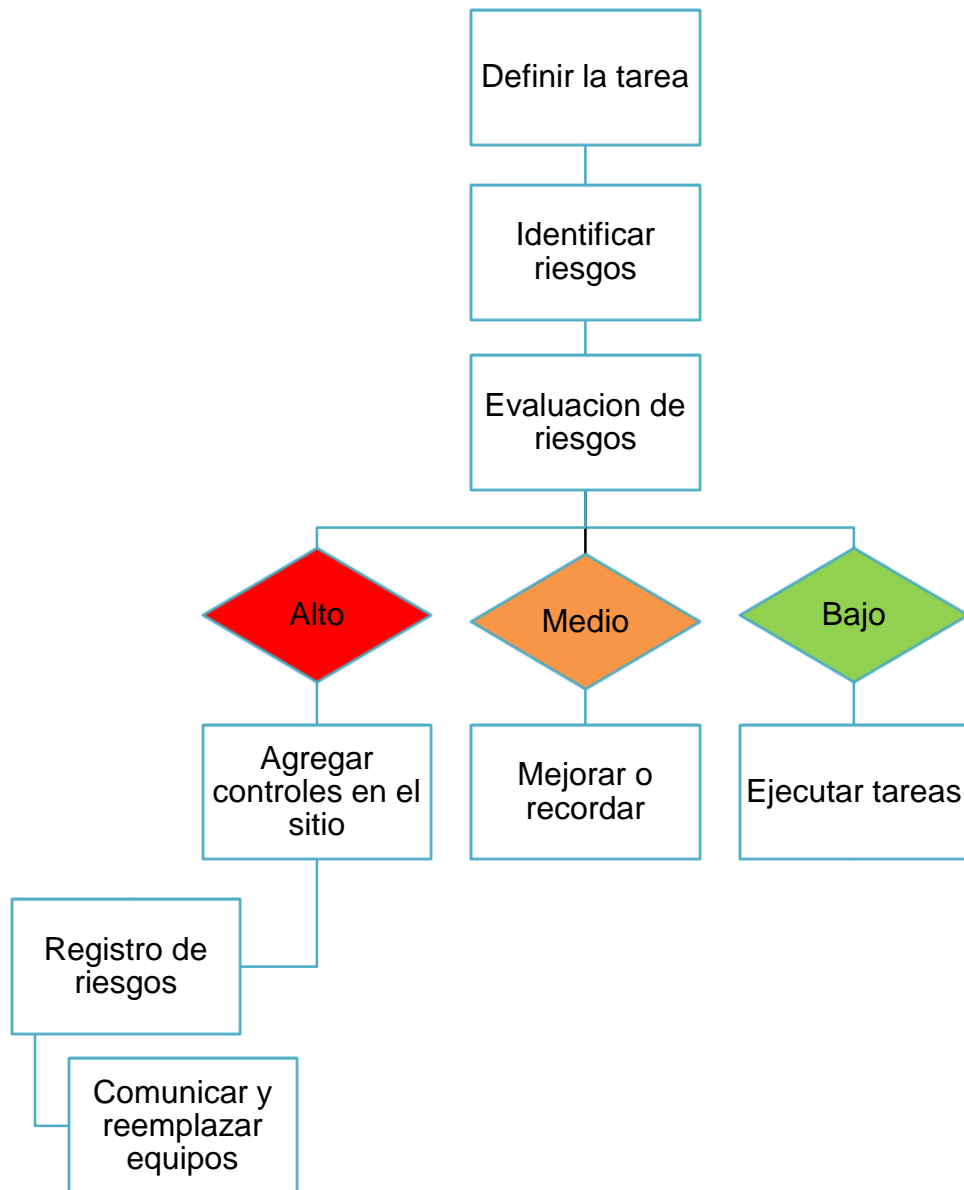 Definir la tarea
Identificar
riesgos
Evaluacion de
riesgos
Alto
Medio
Bajo
Agregar
controles en el
sitio
Mejorar o
recordar
Ejecutar tareas
Registro de
riesgos
Comunicar y
reemplazar
equipos